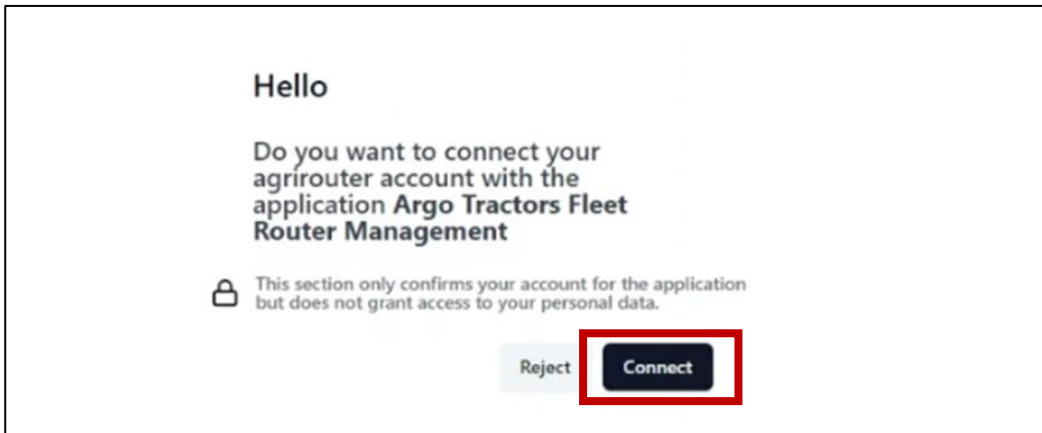 Hello
Do you want to connect your
agrirouter account with the
application Argo Tractors Fleet
Router Management
This section only confirms your account for the application
but does not grant access to your personal data.
Reject
Connect